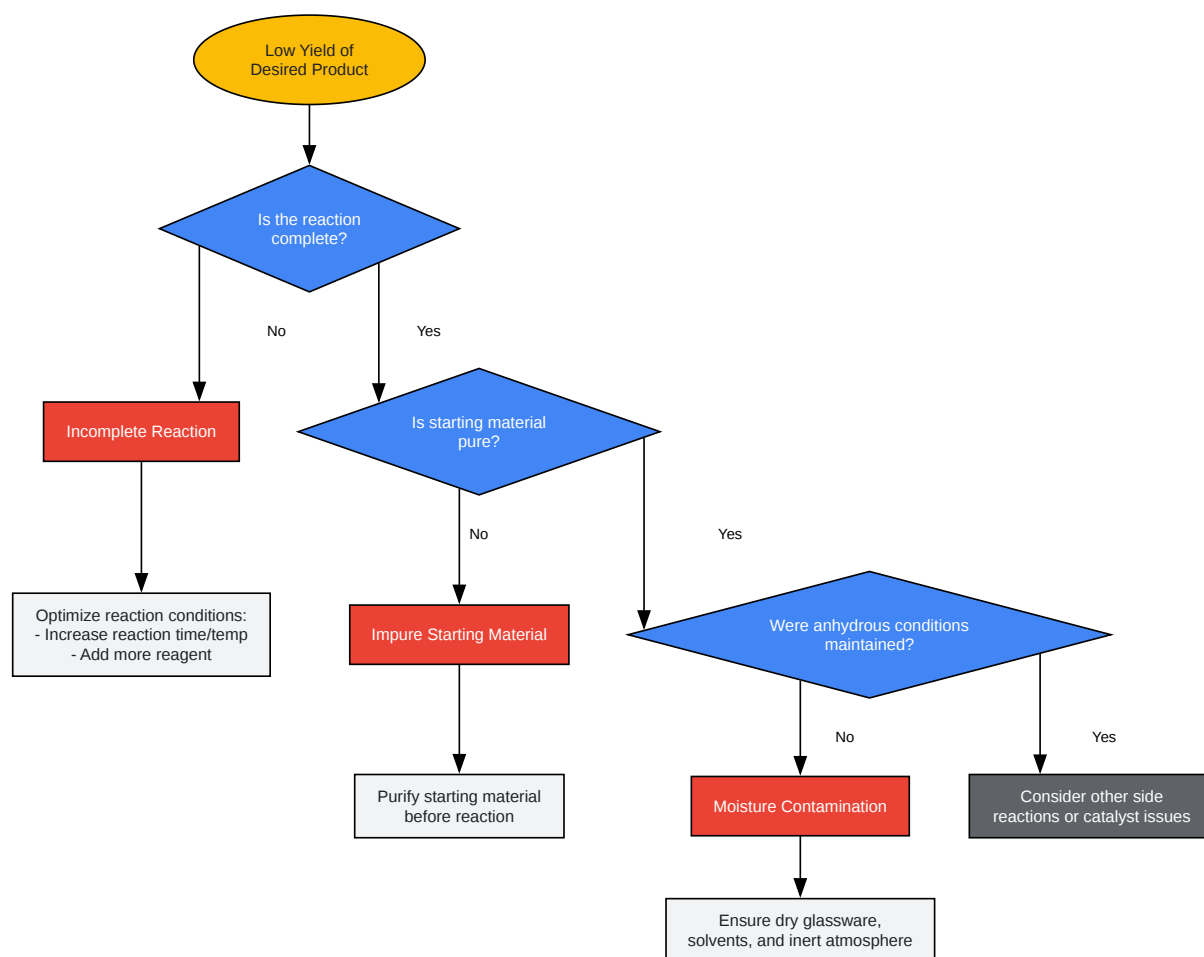 Low Yield of
Desired Product
Is the reaction
complete?
No
Yes
Incomplete Reaction
Is starting material
pure?
No
Yes
Optimize reaction conditions:
- Increase reaction time/temp
- Add more reagent
Impure Starting Material
Were anhydrous conditions
maintained?
No
Yes
Purify starting material
before reaction
Moisture Contamination
Consider other side
reactions or catalyst issues
Ensure dry glassware,
solvents, and inert atmosphere